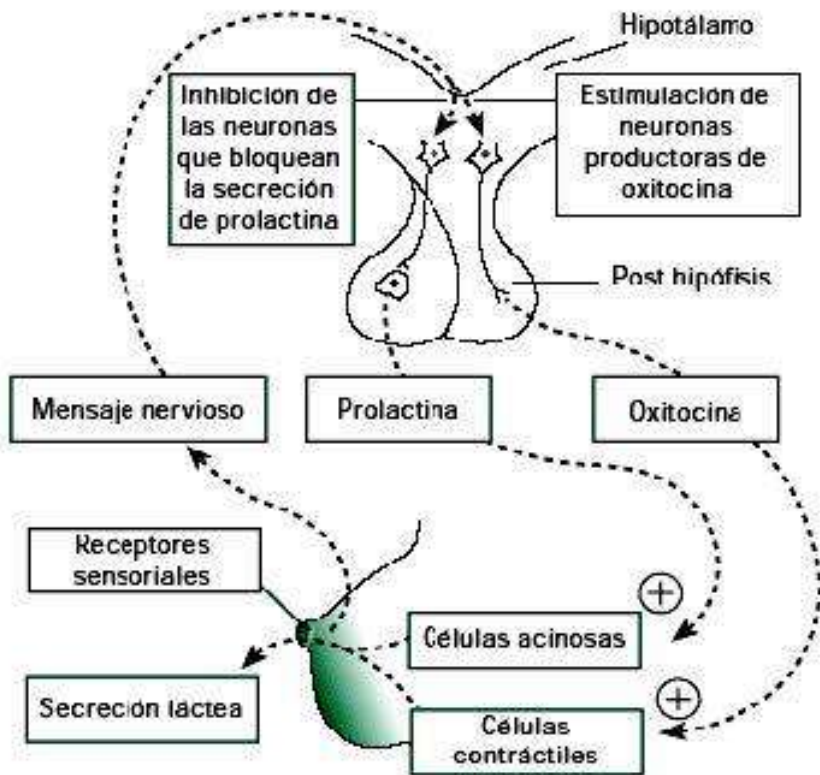 Hipotálamo
Inhibición de
las neuronas
que bloquean
la secreción
de prolactina
Estimulación de
neuronas
productoras de
oxitocina
Post hipófisis
Mensaje nervioso
Prolactina
Oxitocina
Receptores
sensoriales
+
Células acinosas
Secreción láctea
+
Células
contráctiles